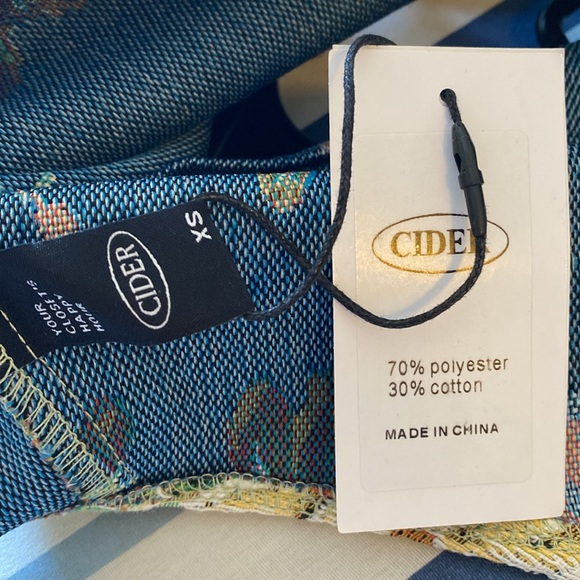 XS
CIDER
YOUR
CLOSET'S
HAPPY
HOUR
CIDER
70% polyester
30% cotton
MADE IN CHINA